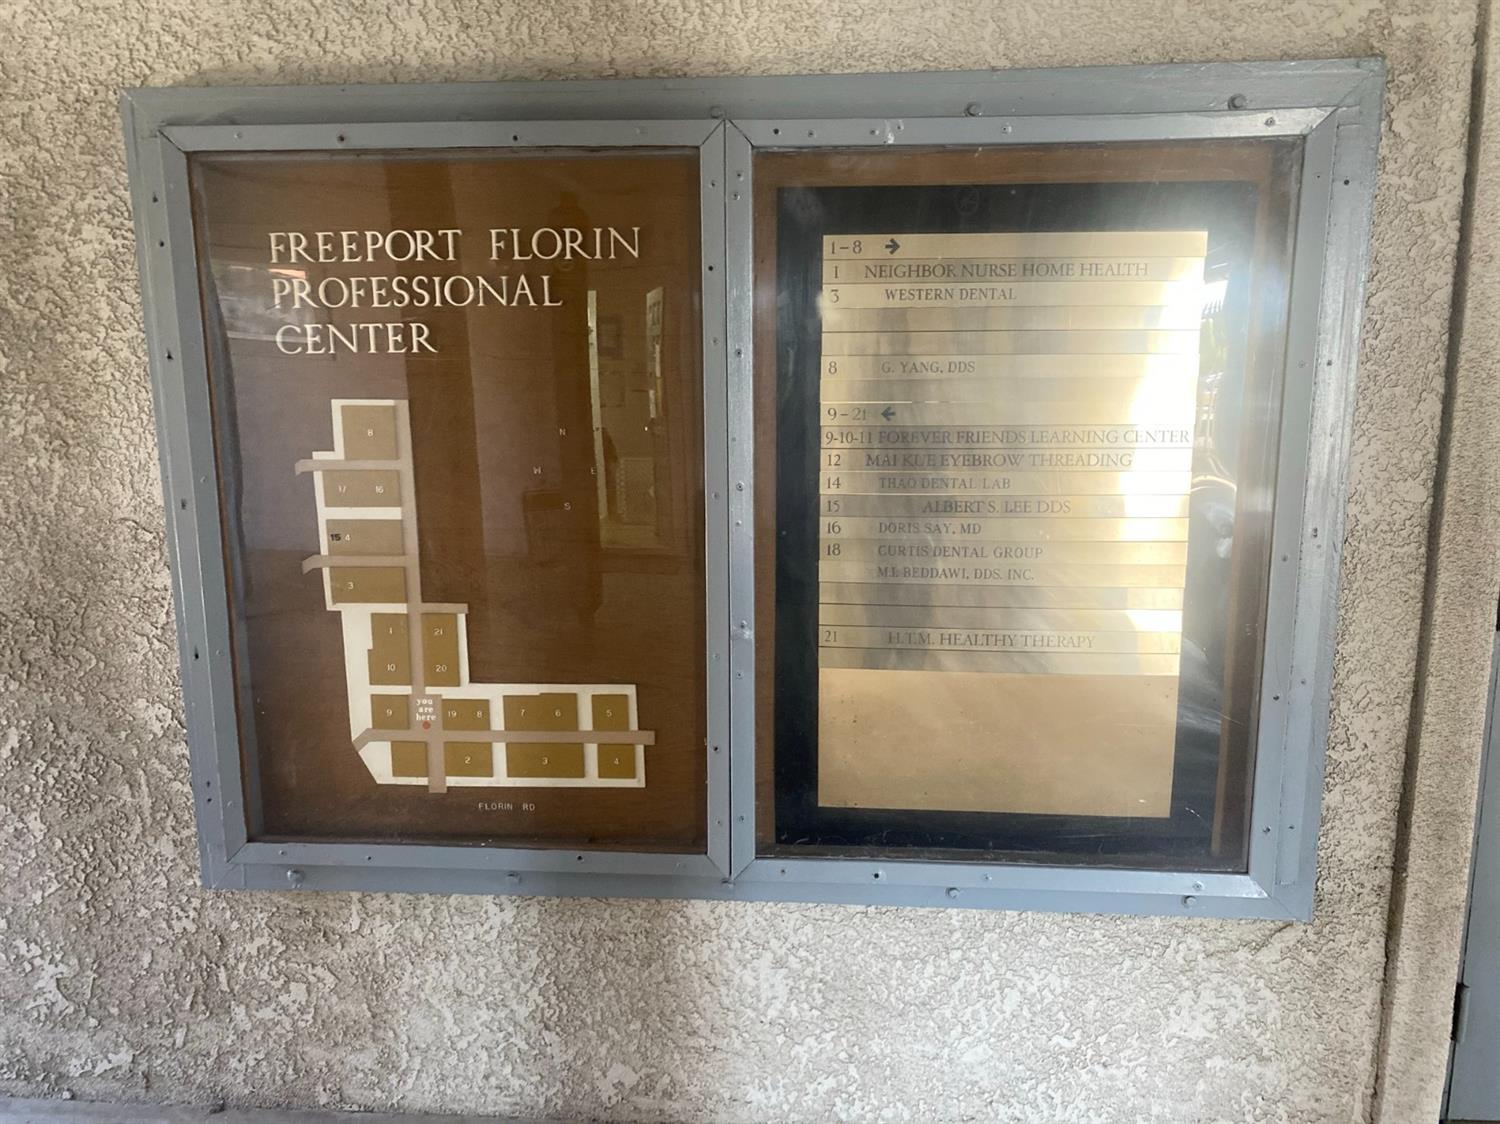 FREEPORT FLORIN
PROFESSIONAL
CENTER
8
17 16
15 4
3
1 21
10 20
9 you are here 19 8 7 6 5
2 3 4
FLORIN RD
N
W E
S
1-8 →
1 NEIGHBOR NURSE HOME HEALTH
3 WESTERN DENTAL
8 G. YANG, DDS
9-21 ←
9-10-11 FOREVER FRIENDS LEARNING CENTER
12 MAI KUE EYEBROW THREADING
14 THAO DENTAL LAB
15 ALBERT S. LEE DDS
16 DORIS SAY, MD
18 CURTIS DENTAL GROUP
M.I. BEDDAWI, DDS. INC.
21 H.T.M. HEALTHY THERAPY